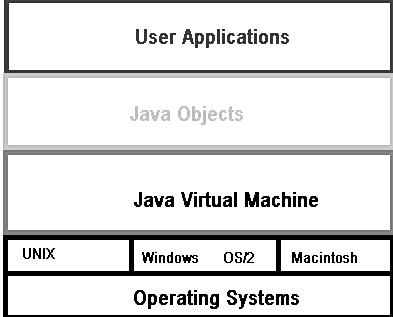 User Applications
Java Objects
Java Virtual Machine
UNIX Windows OS/2 Macintosh
Operating Systems